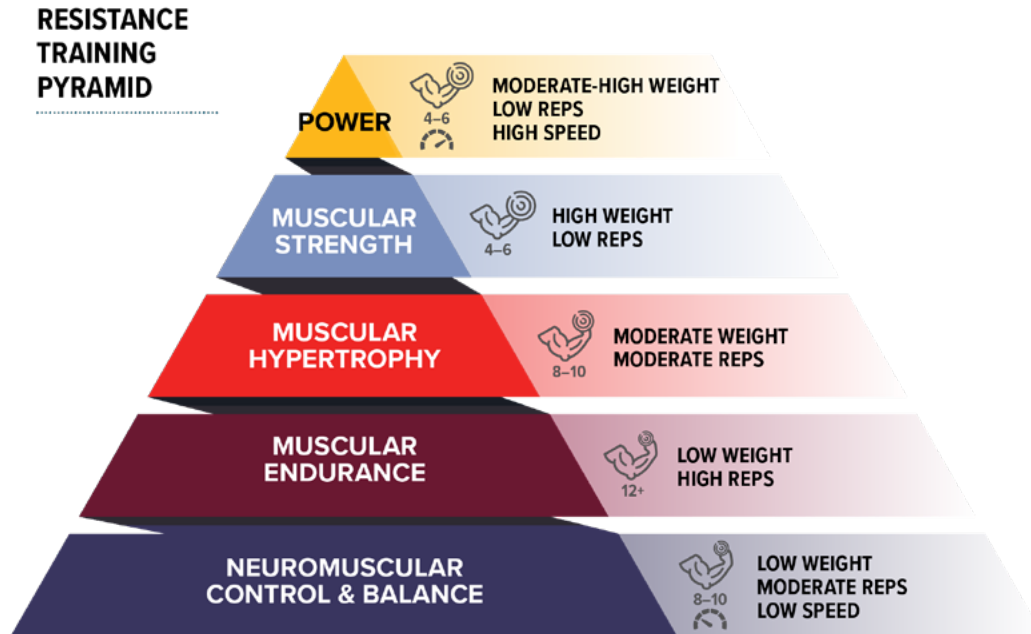 RESISTANCE
TRAINING
PYRAMID
POWER
4–6
MODERATE-HIGH WEIGHT
LOW REPS
HIGH SPEED
MUSCULAR
STRENGTH
4–6
HIGH WEIGHT
LOW REPS
MUSCULAR
HYPERTROPHY
8–10
MODERATE WEIGHT
MODERATE REPS
MUSCULAR
ENDURANCE
12+
LOW WEIGHT
HIGH REPS
NEUROMUSCULAR
CONTROL & BALANCE
8–10
LOW WEIGHT
MODERATE REPS
LOW SPEED